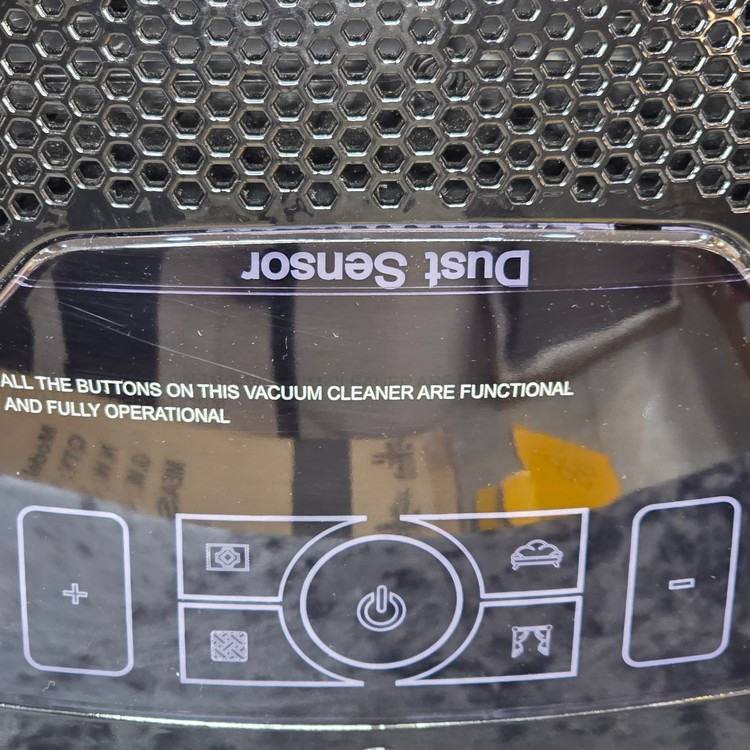 Dust Sensor
ALL THE BUTTONS ON THIS VACUUM CLEANER ARE FUNCTIONAL
AND FULLY OPERATIONAL
+
-